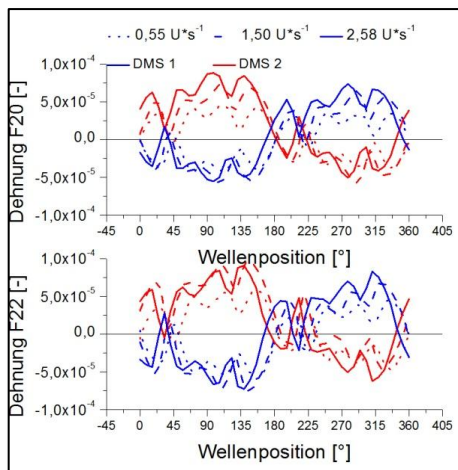 0,55 U*s⁻¹ 1,50 U*s⁻¹ 2,58 U*s⁻¹
DMS 1 DMS 2
Dehnung F20 [-]
1,0x10⁻⁴
5,0x10⁻⁵
0,0
-5,0x10⁻⁵
-1,0x10⁻⁴
-45 0 45 90 135 180 225 270 315 360 405
Wellenposition [°]
Dehnung F22 [-]
1,0x10⁻⁴
5,0x10⁻⁵
0,0
-5,0x10⁻⁵
-1,0x10⁻⁴
-45 0 45 90 135 180 225 270 315 360 405
Wellenposition [°]